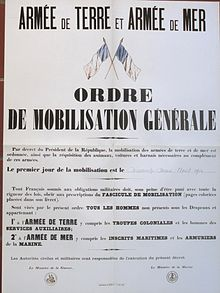 ARMÉE DE TERRE ET ARMÉE DE MER
ORDRE
DE MOBILISATION GÉNÉRALE
Par décret du Président de la République, la mobilisation des armées de terre et de mer est
ordonnée, ainsi que la réquisition des animaux, voitures et harnais nécessaires au complément
de ces armées.
Le premier jour de la mobilisation est le
Tout Français soumis aux obligations militaires doit, sous peine d'être puni avec toute la
rigueur des lois, obéir aux prescriptions du FASCICULE DE MOBILISATION (pages coloriées
placées dans son livret).
Sont visés par le présent ordre TOUS LES HOMMES non présents sous les Drapeaux et
appartenant :
1° à l'ARMÉE DE TERRE y compris les TROUPES COLONIALES et les hommes des
SERVICES AUXILIAIRES;
2° à l'ARMÉE DE MER y compris les INSCRITS MARITIMES et les ARMURIERS
de la MARINE.
Les Autorités civiles et militaires sont responsables de l'exécution du présent décret.
Le Ministre de la Guerre, Le Ministre de la Marine,